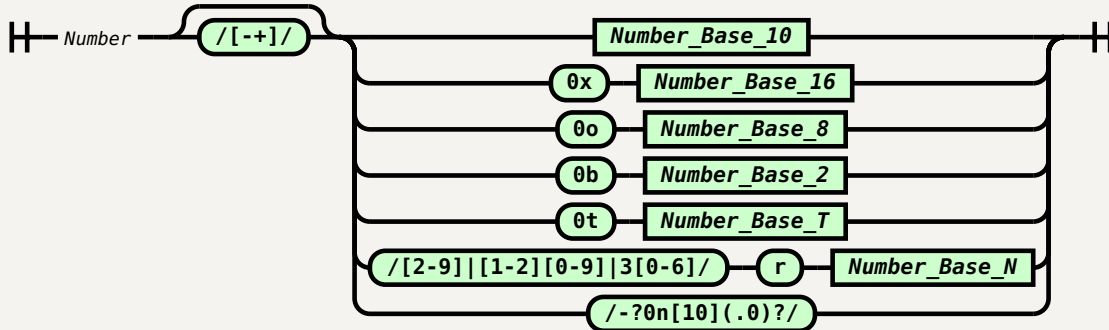 Number /[-+]/ Number_Base_10
0x Number_Base_16
0o Number_Base_8
0b Number_Base_2
0t Number_Base_T
/[2-9]|[1-2][0-9]|3[0-6]/ r Number_Base_N
/-?0n[10](.0)?/